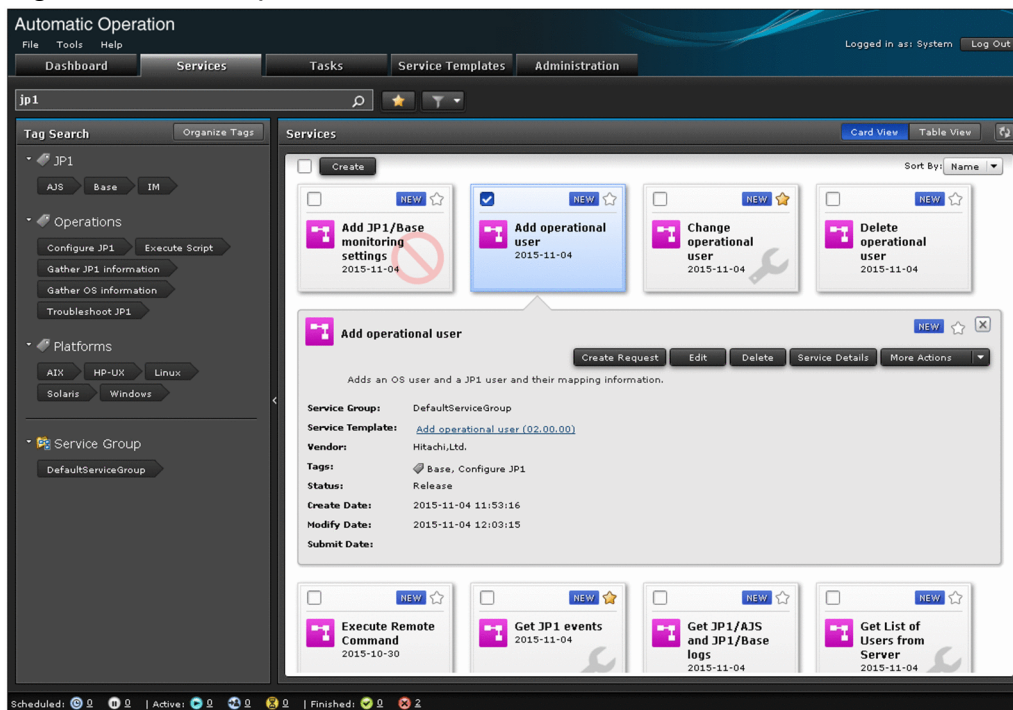 Automatic Operation
File Tools Help
Logged in as: System Log Out
Dashboard Services Tasks Service Templates Administration
jp1
Tag Search Organize Tags
JP1
AJS Base IM
Operations
Configure JP1 Execute Script
Gather JP1 information
Gather OS information
Troubleshoot JP1
Platforms
AIX HP-UX Linux
Solaris Windows
Service Group
DefaultServiceGroup
Services Card View Table View
Create Sort By: Name
NEW
Add JP1/Base
monitoring
settings
2015-11-04
NEW
Add operational
user
2015-11-04
NEW
Change
operational
user
2015-11-04
NEW
Delete
operational
user
2015-11-04
Add operational user NEW
Create Request Edit Delete Service Details More Actions
Adds an OS user and a JP1 user and their mapping information.
Service Group: DefaultServiceGroup
Service Template: Add operational user (02.00.00)
Vendor: Hitachi,Ltd.
Tags: Base, Configure JP1
Status: Release
Create Date: 2015-11-04 11:53:16
Modify Date: 2015-11-04 12:03:15
Submit Date:
NEW
Execute Remote
Command
2015-10-30
NEW
Get JP1 events
2015-11-04
NEW
Get JP1/AJS
and JP1/Base
logs
2015-11-04
NEW
Get List of
Users from
Server
2015-11-04
Scheduled: 0 0 | Active: 0 0 0 | Finished: 0 2